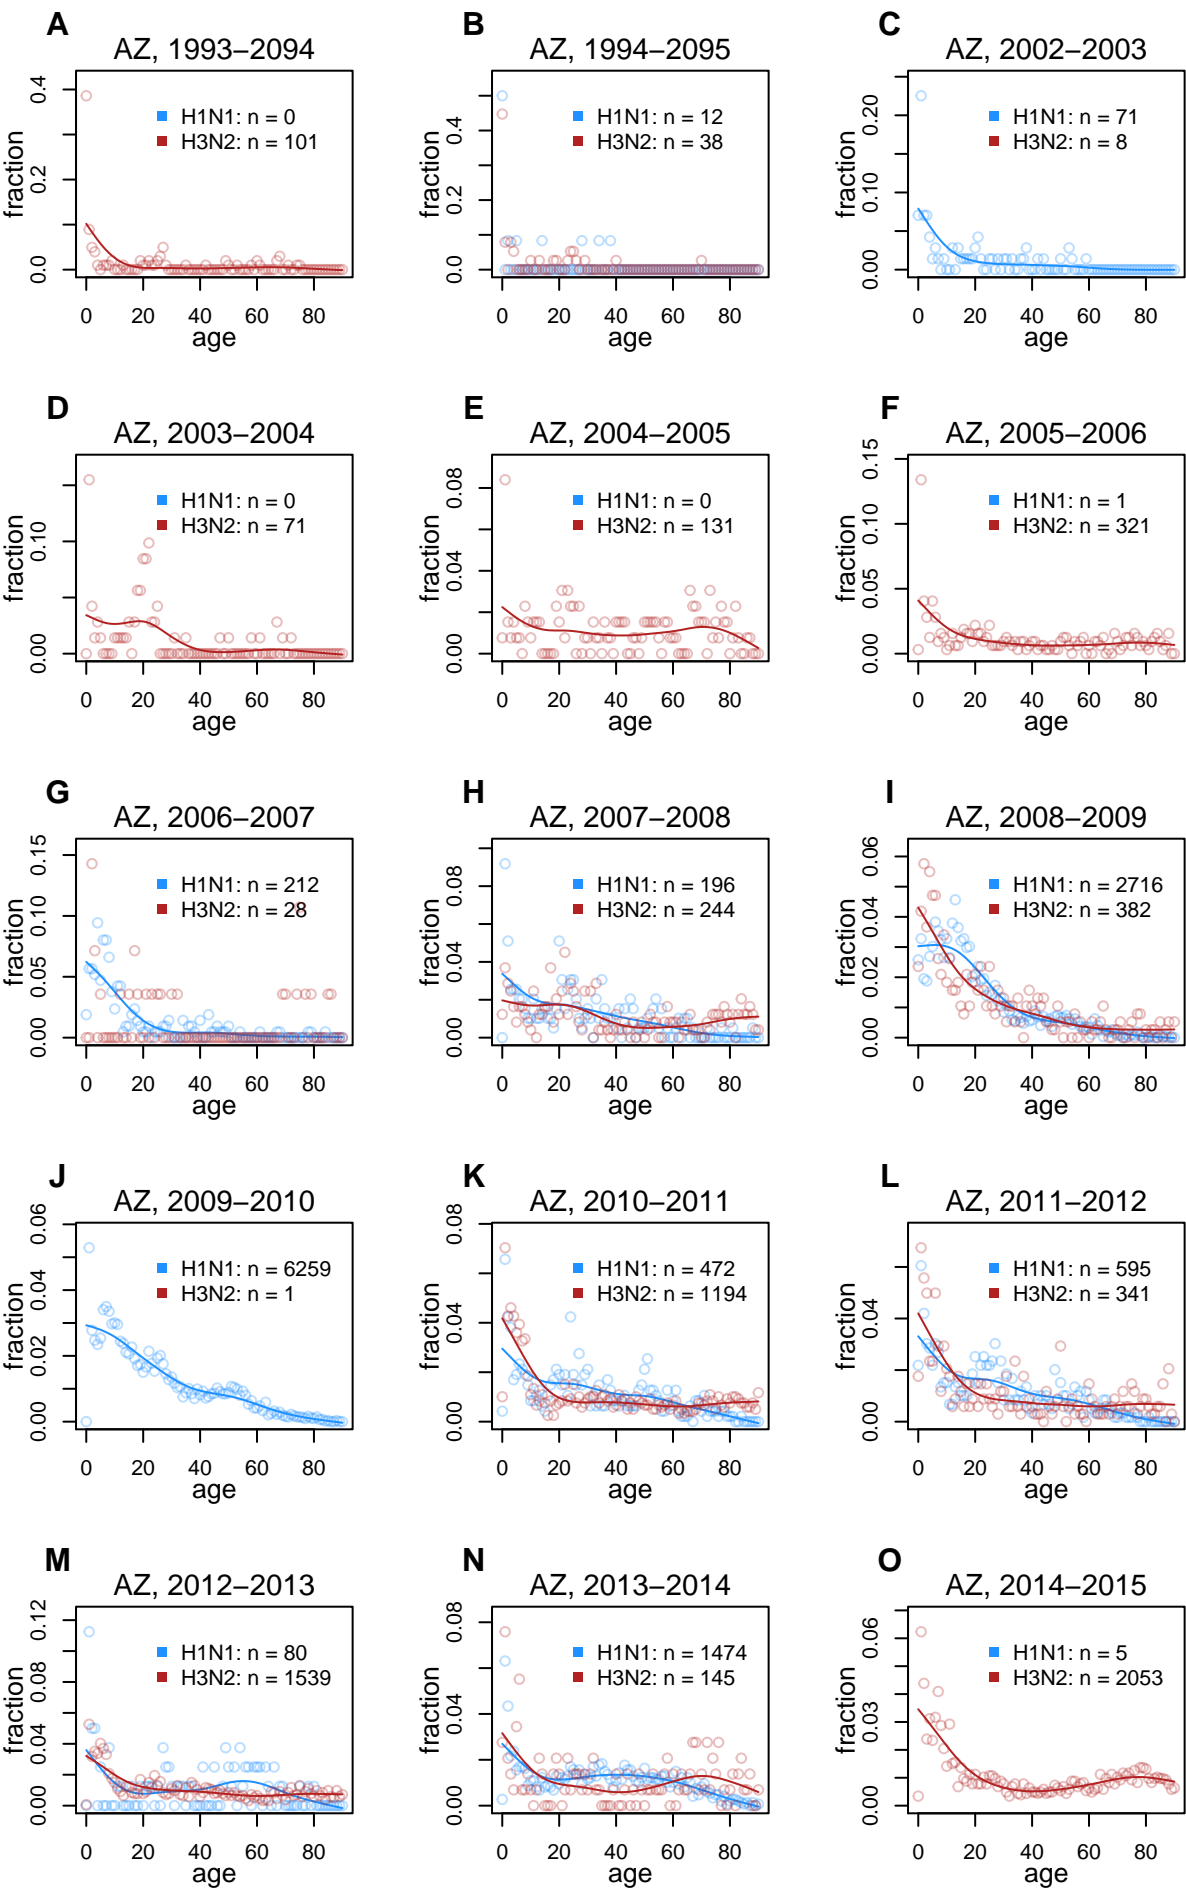 A
AZ, 1993–2094
fraction
0.0 0.2 0.4
H1N1: n = 0
H3N2: n = 101
0 20 40 60 80
age
B
AZ, 1994–2095
fraction
0.0 0.2 0.4
H1N1: n = 12
H3N2: n = 38
0 20 40 60 80
age
C
AZ, 2002–2003
fraction
0.00 0.10 0.20
H1N1: n = 71
H3N2: n = 8
0 20 40 60 80
age
D
AZ, 2003–2004
fraction
0.00 0.10
H1N1: n = 0
H3N2: n = 71
0 20 40 60 80
age
E
AZ, 2004–2005
fraction
0.00 0.04 0.08
H1N1: n = 0
H3N2: n = 131
0 20 40 60 80
age
F
AZ, 2005–2006
fraction
0.00 0.05 0.10 0.15
H1N1: n = 1
H3N2: n = 321
0 20 40 60 80
age
G
AZ, 2006–2007
fraction
0.00 0.05 0.10 0.15
H1N1: n = 212
H3N2: n = 28
0 20 40 60 80
age
H
AZ, 2007–2008
fraction
0.00 0.04 0.08
H1N1: n = 196
H3N2: n = 244
0 20 40 60 80
age
I
AZ, 2008–2009
fraction
0.00 0.02 0.04 0.06
H1N1: n = 2716
H3N2: n = 382
0 20 40 60 80
age
J
AZ, 2009–2010
fraction
0.00 0.02 0.04 0.06
H1N1: n = 6259
H3N2: n = 1
0 20 40 60 80
age
K
AZ, 2010–2011
fraction
0.00 0.04 0.08
H1N1: n = 472
H3N2: n = 1194
0 20 40 60 80
age
L
AZ, 2011–2012
fraction
0.00 0.04
H1N1: n = 595
H3N2: n = 341
0 20 40 60 80
age
M
AZ, 2012–2013
fraction
0.00 0.04 0.08 0.12
H1N1: n = 80
H3N2: n = 1539
0 20 40 60 80
age
N
AZ, 2013–2014
fraction
0.00 0.04 0.08
H1N1: n = 1474
H3N2: n = 145
0 20 40 60 80
age
O
AZ, 2014–2015
fraction
0.00 0.03 0.06
H1N1: n = 5
H3N2: n = 2053
0 20 40 60 80
age